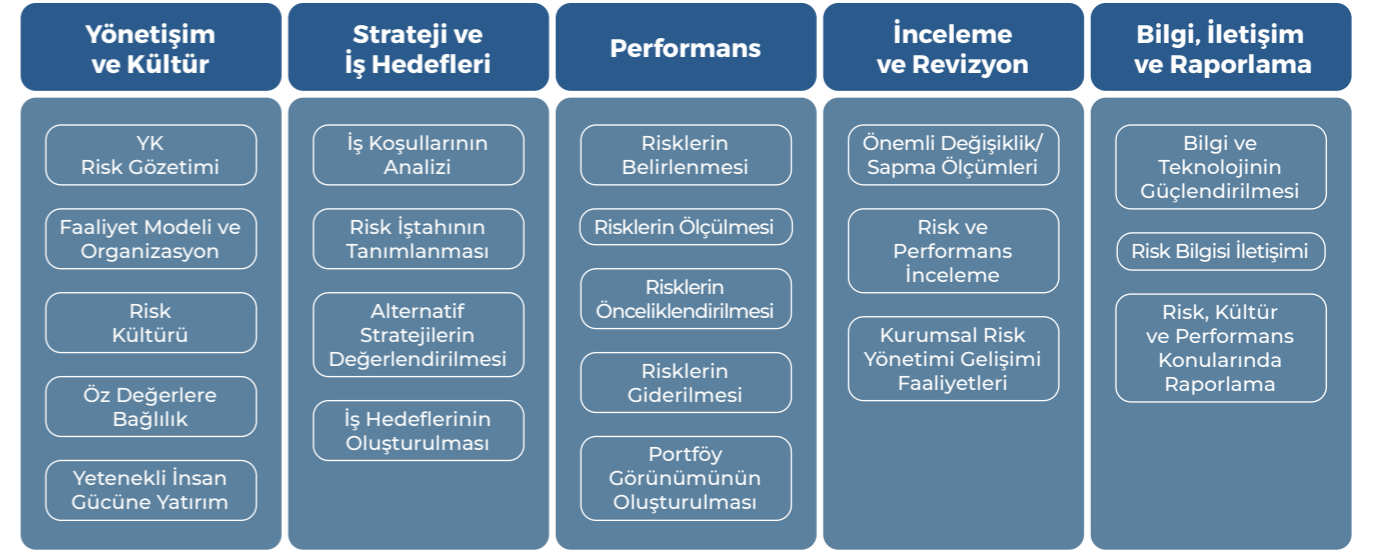 Yönetişim
ve Kültür
YK
Risk Gözetimi
Faaliyet Modeli ve
Organizasyon
Risk
Kültürü
Öz Değerlere
Bağlılık
Yetenekli İnsan
Gücüne Yatırım
Strateji ve
İş Hedefleri
İş Koşullarının
Analizi
Risk İştahının
Tanımlanması
Alternatif
Stratejilerin
Değerlendirilmesi
İş Hedeflerinin
Oluşturulması
Performans
Risklerin
Belirlenmesi
Risklerin Ölçülmesi
Risklerin
Önceliklendirilmesi
Risklerin
Giderilmesi
Portföy
Görünümünün
Oluşturulması
İnceleme
ve Revizyon
Önemli Değişiklik/
Sapma Ölçümleri
Risk ve
Performans
İnceleme
Kurumsal Risk
Yönetimi Gelişimi
Faaliyetleri
Bilgi, İletişim
ve Raporlama
Bilgi ve
Teknolojinin
Güçlendirilmesi
Risk Bilgisi İletişimi
Risk, Kültür
ve Performans
Konularında
Raporlama